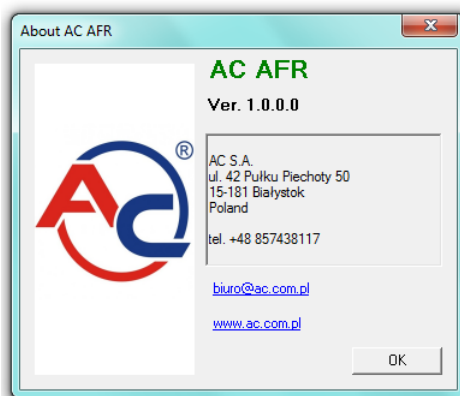 About AC AFR
AC AFR
Ver. 1.0.0.0
AC ®
AC S.A.
ul. 42 Pułku Piechoty 50
15-181 Białystok
Poland
tel. +48 857438117
biuro@ac.com.pl
www.ac.com.pl
OK